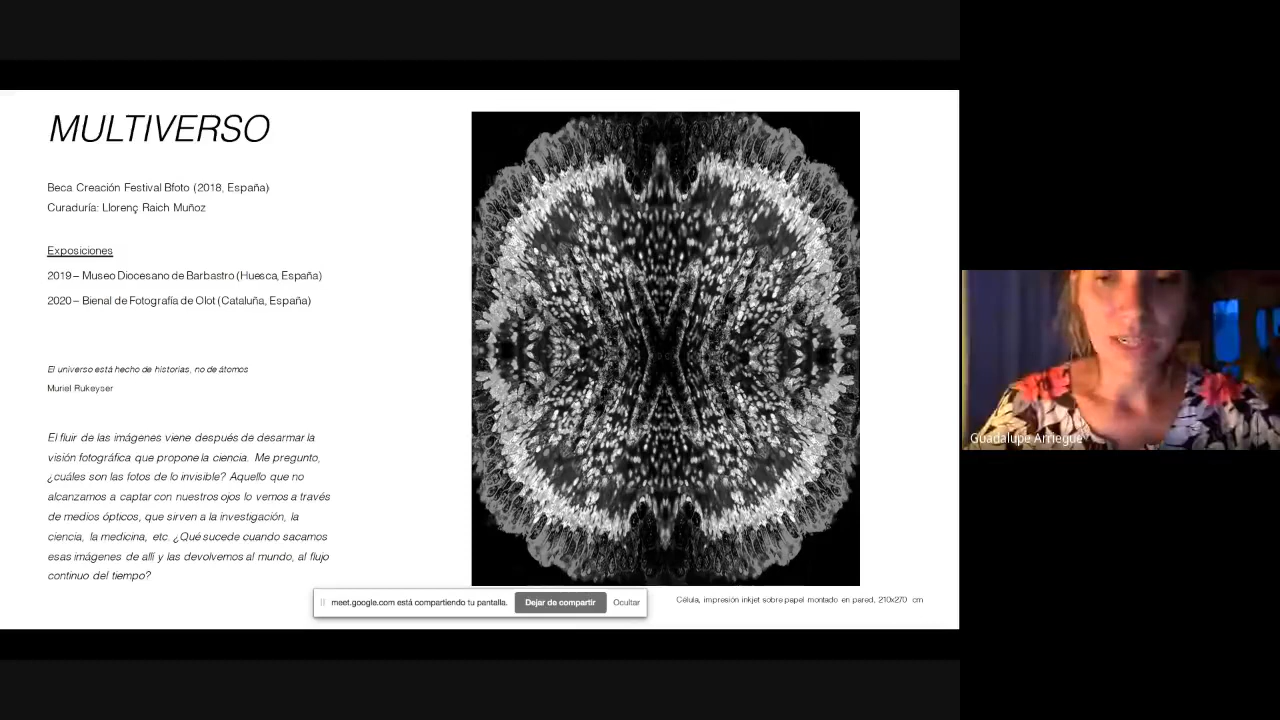 MULTIVERSO
Beca Creación Festival Bfoto (2018, España)
Curaduría: Llorenç Raich Muñoz
Exposiciones
2019 – Museo Diocesano de Barbastro (Huesca, España)
2020 – Bienal de Fotografía de Olot (Cataluña, España)
El universo está hecho de historias, no de átomos
Muriel Rukeyser
El fluir de las imágenes viene después de desarmar la
visión fotográfica que propone la ciencia. Me pregunto,
¿cuáles son las fotos de lo invisible? Aquello que no
alcanzamos a captar con nuestros ojos lo vemos a través
de medios ópticos, que sirven a la investigación, la
ciencia, la medicina, etc. ¿Qué sucede cuando sacamos
esas imágenes de allí y las devolvemos al mundo, al flujo
continuo del tiempo?
Célula, impresión inkjet sobre papel montado en pared, 210x270 cm
meet.google.com está compartiendo tu pantalla.
Dejar de compartir
Ocultar
Guadalupe Arriegue